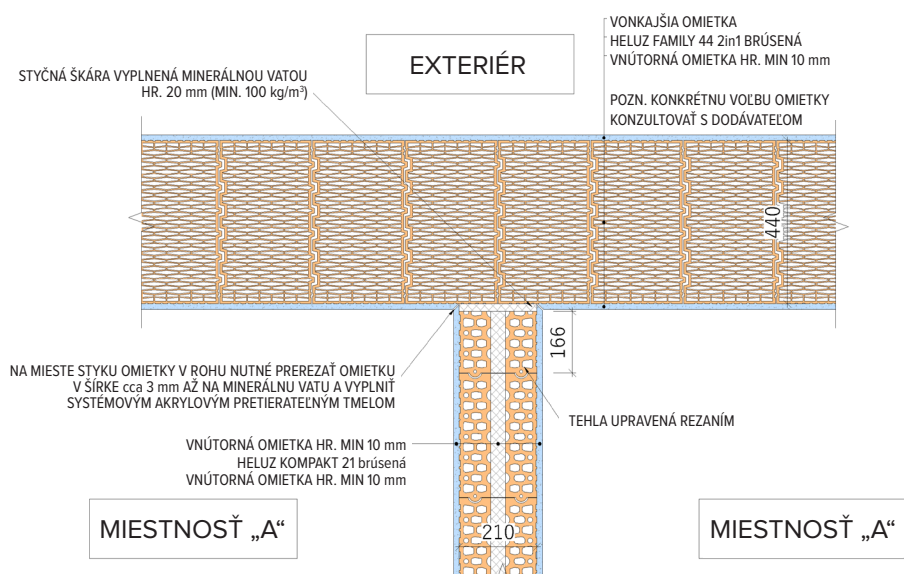 VONKAJŠIA OMIETKA
HELUZ FAMILY 44 2in1 BRÚSENÁ
VNÚTORNÁ OMIETKA HR. MIN 10 mm
EXTERIÉR
STYČNÁ ŠKÁRA VYPLNENÁ MINERÁLNOU VATOU
HR. 20 mm (MIN. 100 kg/m³)
POZN. KONKRÉTNU VOĽBU OMIETKY
KONZULTOVAŤ S DODÁVATEĽOM
440
166
NA MIESTE STYKU OMIETKY V ROHU NUTNÉ PREREZAŤ OMIETKU
V ŠÍRKE cca 3 mm AŽ NA MINERÁLNU VATU A VYPLNIŤ
SYSTÉMOVÝM AKRYLOVÝM PRETIERATEĽNÝM TMELOM
TEHLA UPRAVENÁ REZANÍM
VNÚTORNÁ OMIETKA HR. MIN 10 mm
HELUZ KOMPAKT 21 brúsená
VNÚTORNÁ OMIETKA HR. MIN 10 mm
MIESTNOSŤ „A“
210
MIESTNOSŤ „A“